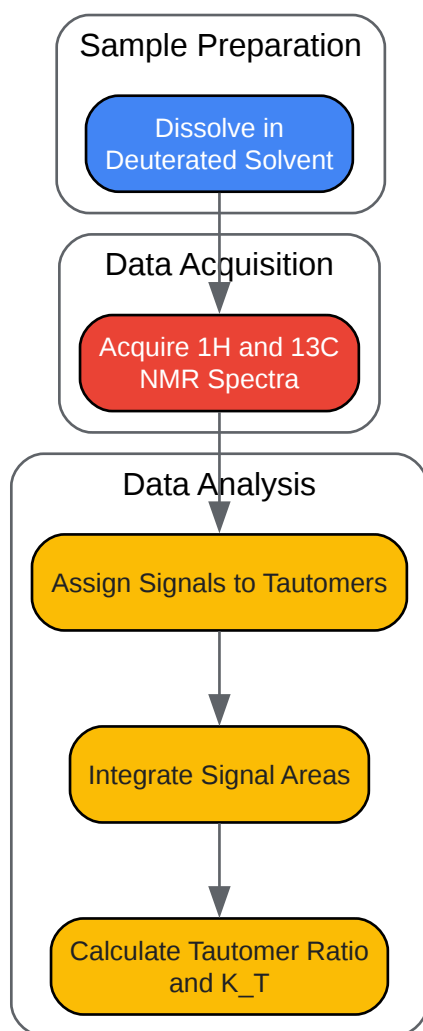 Sample Preparation
Dissolve in
Deuterated Solvent
Data Acquisition
Acquire 1H and 13C
NMR Spectra
Data Analysis
Assign Signals to Tautomers
Integrate Signal Areas
Calculate Tautomer Ratio
and K_T